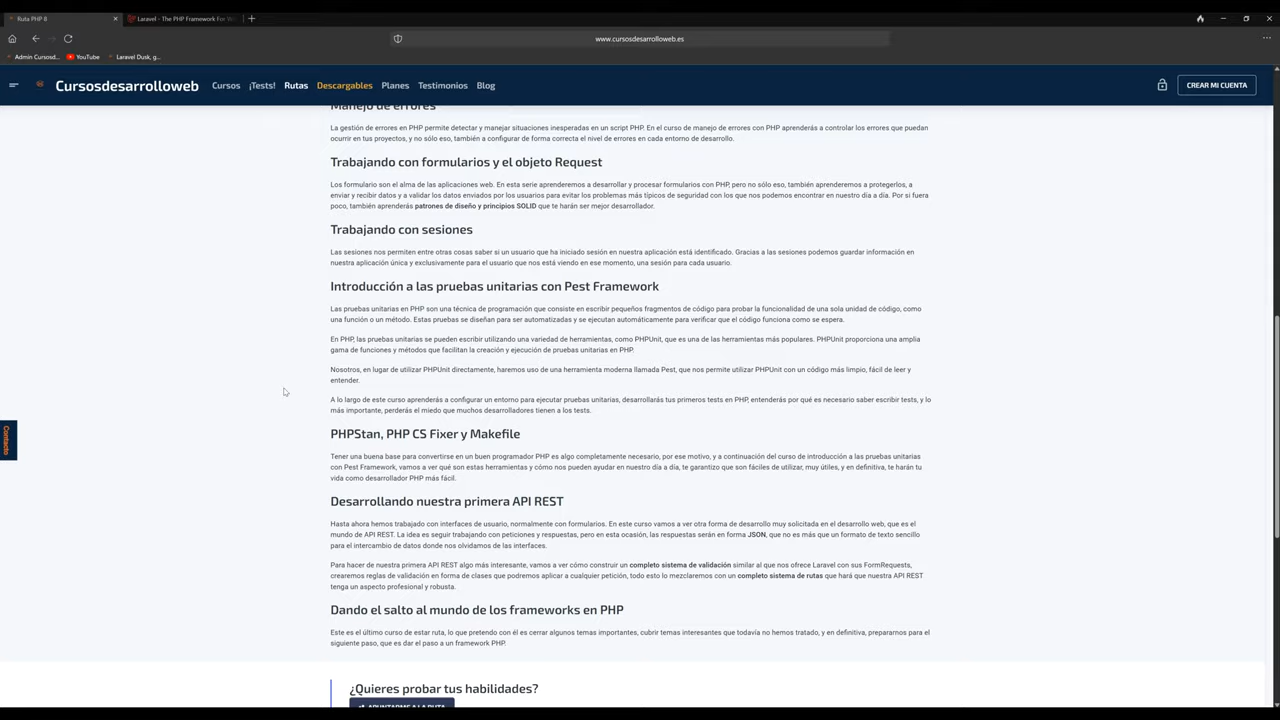 Ruta PHP 8
Laravel - The PHP Framework For
www.cursosdesarrolloweb.es
Admin Cursosd...
YouTube
Laravel Dusk, g...
Cursosdesarrolloweb
Cursos
¡Tests!
Rutas
Descargables
Planes
Testimonios
Blog
CREAR MI CUENTA
Manejo de errores
La gestión de errores en PHP permite detectar y manejar situaciones inesperadas en un script PHP. En el curso de manejo de errores con PHP aprenderás a controlar los errores que puedan
ocurrir en tus proyectos, y no sólo eso, también a configurar de forma correcta el nivel de errores en cada entorno de desarrollo.
Trabajando con formularios y el objeto Request
Los formulario son el alma de las aplicaciones web. En esta serie aprenderemos a desarrollar y procesar formularios con PHP, pero no sólo eso, también aprenderemos a protegerlos, a
enviar y recibir datos y a validar los datos enviados por los usuarios para evitar los problemas más típicos de seguridad con los que nos podemos encontrar en nuestro día a día. Por si fuera
poco, también aprenderás patrones de diseño y principios SOLID que te harán ser mejor desarrollador.
Trabajando con sesiones
Las sesiones nos permiten entre otras cosas saber si un usuario que ha iniciado sesión en nuestra aplicación está identificado. Gracias a las sesiones podemos guardar información en
nuestra aplicación única y exclusivamente para el usuario que nos está viendo en ese momento, una sesión para cada usuario.
Introducción a las pruebas unitarias con Pest Framework
Las pruebas unitarias en PHP son una técnica de programación que consiste en escribir pequeños fragmentos de código para probar la funcionalidad de una sola unidad de código, como
una función o un método. Estas pruebas se diseñan para ser automatizadas y se ejecutan automáticamente para verificar que el código funciona como se espera.
En PHP, las pruebas unitarias se pueden escribir utilizando una variedad de herramientas, como PHPUnit, que es una de las herramientas más populares. PHPUnit proporciona una amplia
gama de funciones y métodos que facilitan la creación y ejecución de pruebas unitarias en PHP.
Nosotros, en lugar de utilizar PHPUnit directamente, haremos uso de una herramienta moderna llamada Pest, que nos permite utilizar PHPUnit con un código más limpio, fácil de leer y
entender.
A lo largo de este curso aprenderás a configurar un entorno para ejecutar pruebas unitarias, desarrollarás tus primeros tests en PHP, entenderás por qué es necesario saber escribir tests, y lo
más importante, perderás el miedo que muchos desarrolladores tienen a los tests.
Contacto
PHPStan, PHP CS Fixer y Makefile
Tener una buena base para convertirse en un buen programador PHP es algo completamente necesario, por ese motivo, y a continuación del curso de introducción a las pruebas unitarias
con Pest Framework, vamos a ver qué son estas herramientas y cómo nos pueden ayudar en nuestro día a día, te garantizo que son fáciles de utilizar, muy útiles, y en definitiva, te harán tu
vida como desarrollador PHP más fácil.
Desarrollando nuestra primera API REST
Hasta ahora hemos trabajado con interfaces de usuario, normalmente con formularios. En este curso vamos a ver otra forma de desarrollo muy solicitada en el desarrollo web, que es el
mundo de API REST. La idea es seguir trabajando con peticiones y respuestas, pero en esta ocasión, las respuestas serán en forma JSON, que no es más que un formato de texto sencillo
para el intercambio de datos donde nos olvidamos de las interfaces.
Para hacer de nuestra primera API REST algo más interesante, vamos a ver cómo construir un completo sistema de validación similar al que nos ofrece Laravel con sus FormRequests,
crearemos reglas de validación en forma de clases que podremos aplicar a cualquier petición, todo esto lo mezclaremos con un completo sistema de rutas que hará que nuestra API REST
tenga un aspecto profesional y robusta.
Dando el salto al mundo de los frameworks en PHP
Este es el último curso de estar ruta, lo que pretendo con él es cerrar algunos temas importantes, cubrir temas interesantes que todavía no hemos tratado, y en definitiva, prepararnos para el
siguiente paso, que es dar el paso a un framework PHP.
¿Quieres probar tus habilidades?
APUNTARME A LA RUTA